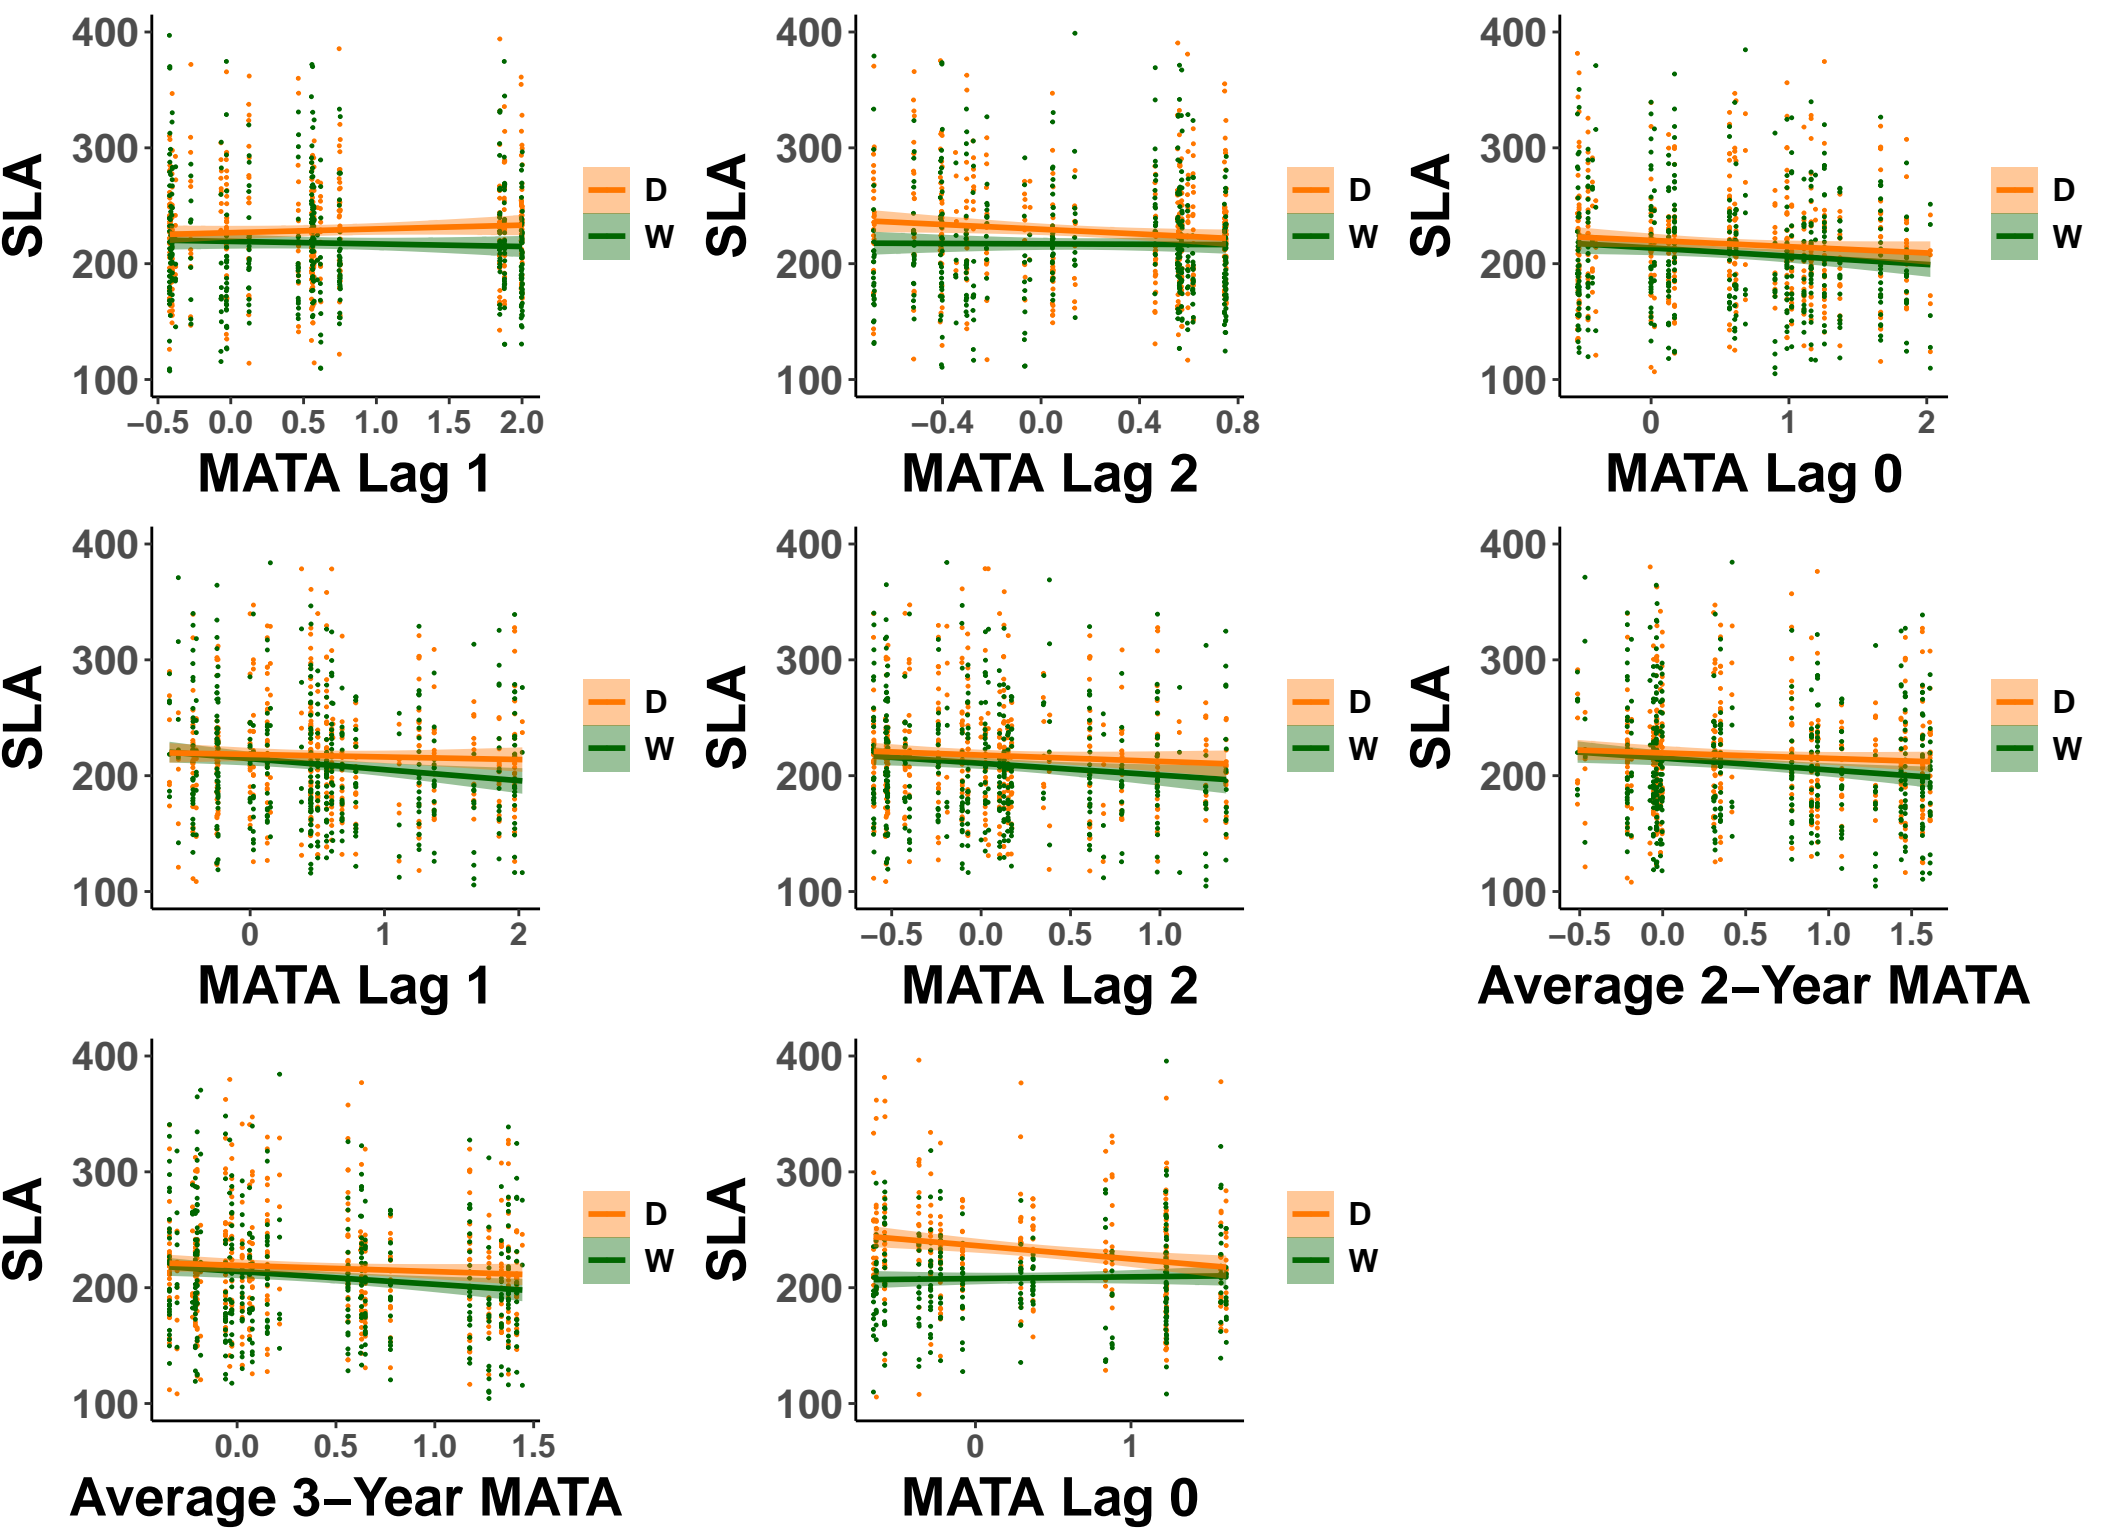 SLA
400
300
200
100
−0.5 0.0 0.5 1.0 1.5 2.0
MATA Lag 1
D
W
SLA
400
300
200
100
−0.4 0.0 0.4 0.8
MATA Lag 2
D
W
SLA
400
300
200
100
0 1 2
MATA Lag 0
D
W
SLA
400
300
200
100
0 1 2
MATA Lag 1
D
W
SLA
400
300
200
100
−0.5 0.0 0.5 1.0
MATA Lag 2
D
W
SLA
400
300
200
100
−0.5 0.0 0.5 1.0 1.5
Average 2−Year MATA
D
W
SLA
400
300
200
100
0.0 0.5 1.0 1.5
Average 3−Year MATA
D
W
SLA
400
300
200
100
0 1
MATA Lag 0
D
W